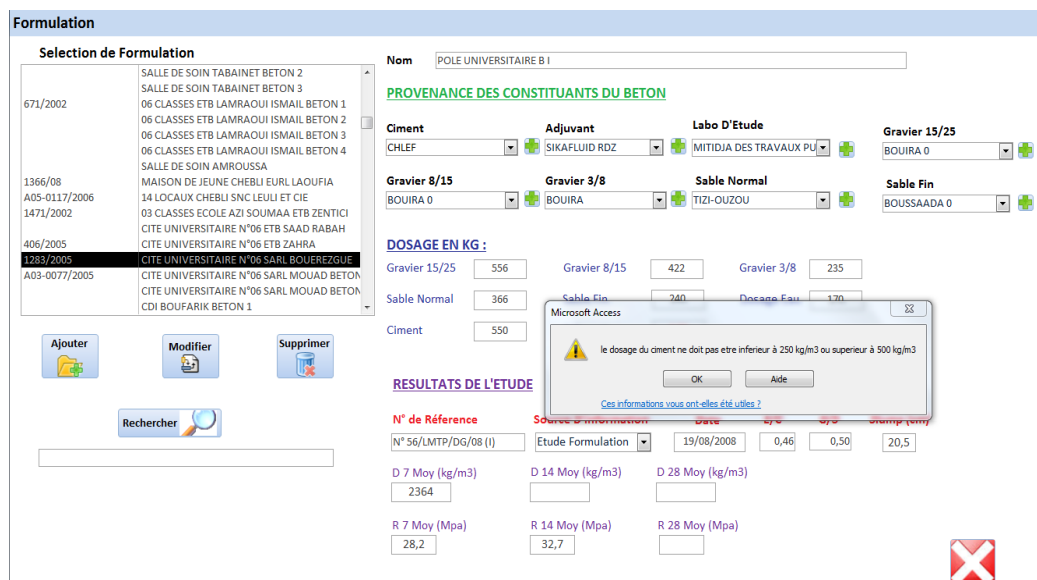 Formulation
Selection de Formulation
SALLE DE SOIN TABAINET BETON 2
SALLE DE SOIN TABAINET BETON 3
671/2002 06 CLASSES ETB LAMRAOUI ISMAIL BETON 1
06 CLASSES ETB LAMRAOUI ISMAIL BETON 2
06 CLASSES ETB LAMRAOUI ISMAIL BETON 3
06 CLASSES ETB LAMRAOUI ISMAIL BETON 4
SALLE DE SOIN AMROUSSA
1366/08 MAISON DE JEUNE CHEBLI EURL LAOUFIA
A05-0117/2006 14 LOCAUX CHEBLI SNC LEULI ET CIE
1471/2002 03 CLASSES ECOLE AZI SOUMAA ETB ZENTICI
CITE UNIVERSITAIRE N°06 ETB SAAD RABAH
406/2005 CITE UNIVERSITAIRE N°06 ETB ZAHRA
1283/2005 CITE UNIVERSITAIRE N°06 SARL BOUEREZGUE
A03-0077/2005 CITE UNIVERSITAIRE N°06 SARL MOUAD BETON
CITE UNIVERSITAIRE N°06 SARL MOUAD BETON
CDI BOUFARIK BETON 1
Ajouter Modifier Supprimer
Rechercher
Nom POLE UNIVERSITAIRE B I
PROVENANCE DES CONSTITUANTS DU BETON
Ciment Adjuvant Labo D'Etude Gravier 15/25
CHLEF SIKAFLUID RDZ MITIDJA DES TRAVAUX PU BOUIRA 0
Gravier 8/15 Gravier 3/8 Sable Normal Sable Fin
BOUIRA 0 BOUIRA TIZI-OUZOU BOUSSAADA 0
DOSAGE EN KG :
Gravier 15/25 556 Gravier 8/15 422 Gravier 3/8 235
Sable Normal 366 Sable Fin 240 Dosage Eau 170
Ciment 550
Microsoft Access
le dosage du ciment ne doit pas etre inferieur à 250 kg/m3 ou superieur à 500 kg/m3
OK Aide
Ces informations vous ont-elles été utiles ?
RESULTATS DE L'ETUDE
N° de Réference Source D'Information Date E/C G/S Slump (cm)
N° 56/LMTP/DG/08 (I) Etude Formulation 19/08/2008 0,46 0,50 20,5
D 7 Moy (kg/m3) D 14 Moy (kg/m3) D 28 Moy (kg/m3)
2364
R 7 Moy (Mpa) R 14 Moy (Mpa) R 28 Moy (Mpa)
28,2 32,7